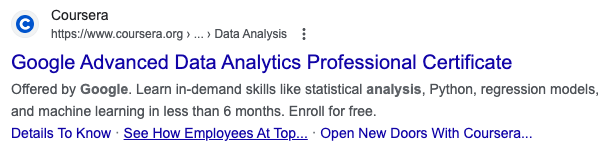 Coursera
https://www.coursera.org › ... › Data Analysis
Google Advanced Data Analytics Professional Certificate
Offered by Google. Learn in-demand skills like statistical analysis, Python, regression models,
and machine learning in less than 6 months. Enroll for free.
Details To Know · See How Employees At Top... · Open New Doors With Coursera...